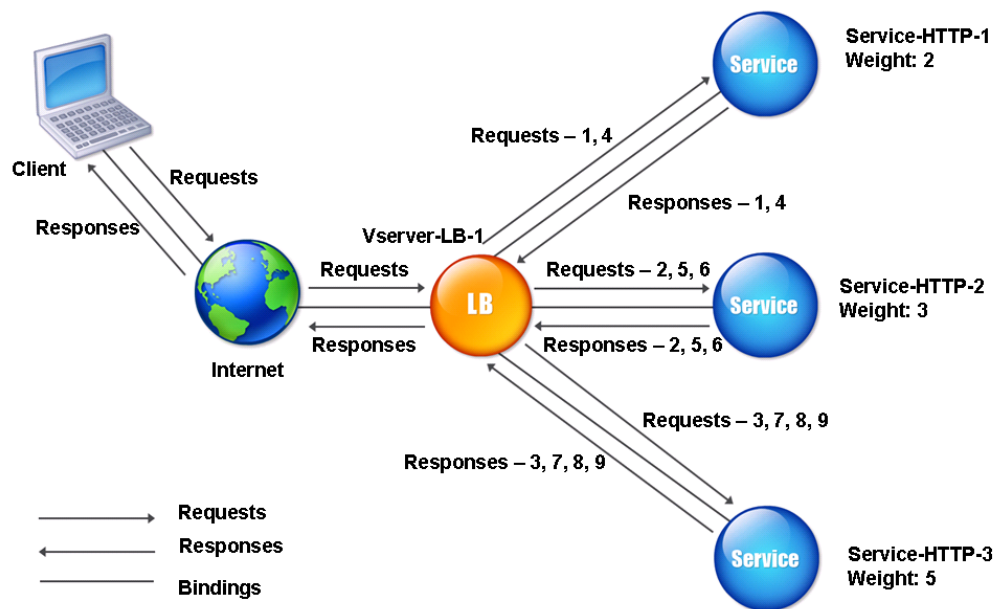 Service-HTTP-1
Weight: 2
Service
Requests – 1, 4
Client
Requests
Responses
Responses – 1, 4
Vserver-LB-1
Requests
LB
Requests – 2, 5, 6
Service
Service-HTTP-2
Weight: 3
Responses
Responses – 2, 5, 6
Internet
Requests – 3, 7, 8, 9
Responses – 3, 7, 8, 9
Requests
Responses
Bindings
Service
Service-HTTP-3
Weight: 5